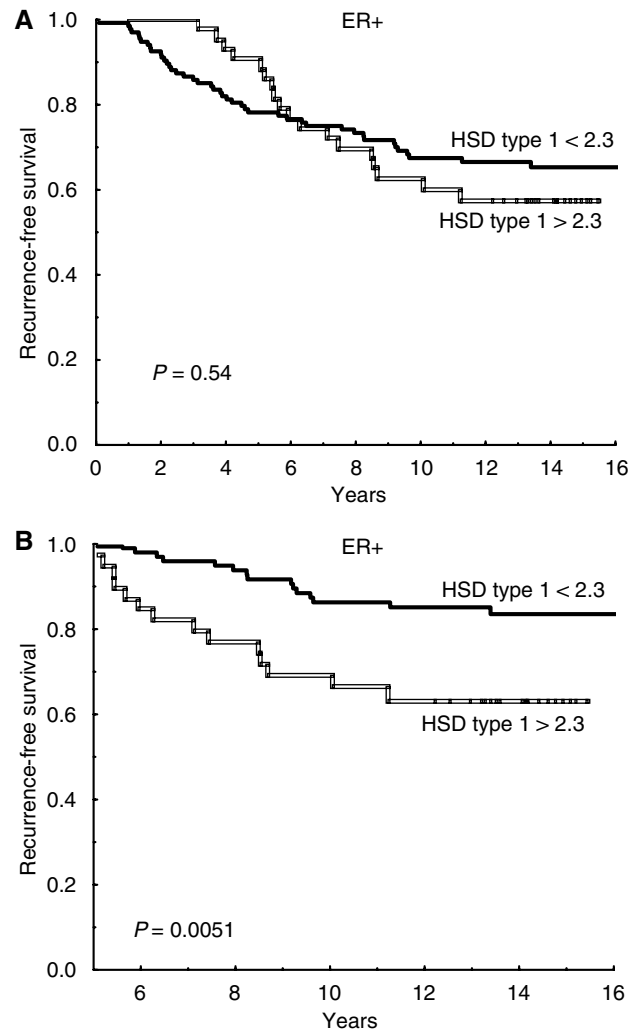 A
ER+
1.0
0.8
0.6
0.4
0.2
0.0
Recurrence-free survival
HSD type 1 < 2.3
HSD type 1 > 2.3
P = 0.54
0 2 4 6 8 10 12 14 16
Years
B
ER+
1.0
0.8
0.6
0.4
0.2
0.0
Recurrence-free survival
HSD type 1 < 2.3
HSD type 1 > 2.3
P = 0.0051
6 8 10 12 14 16
Years